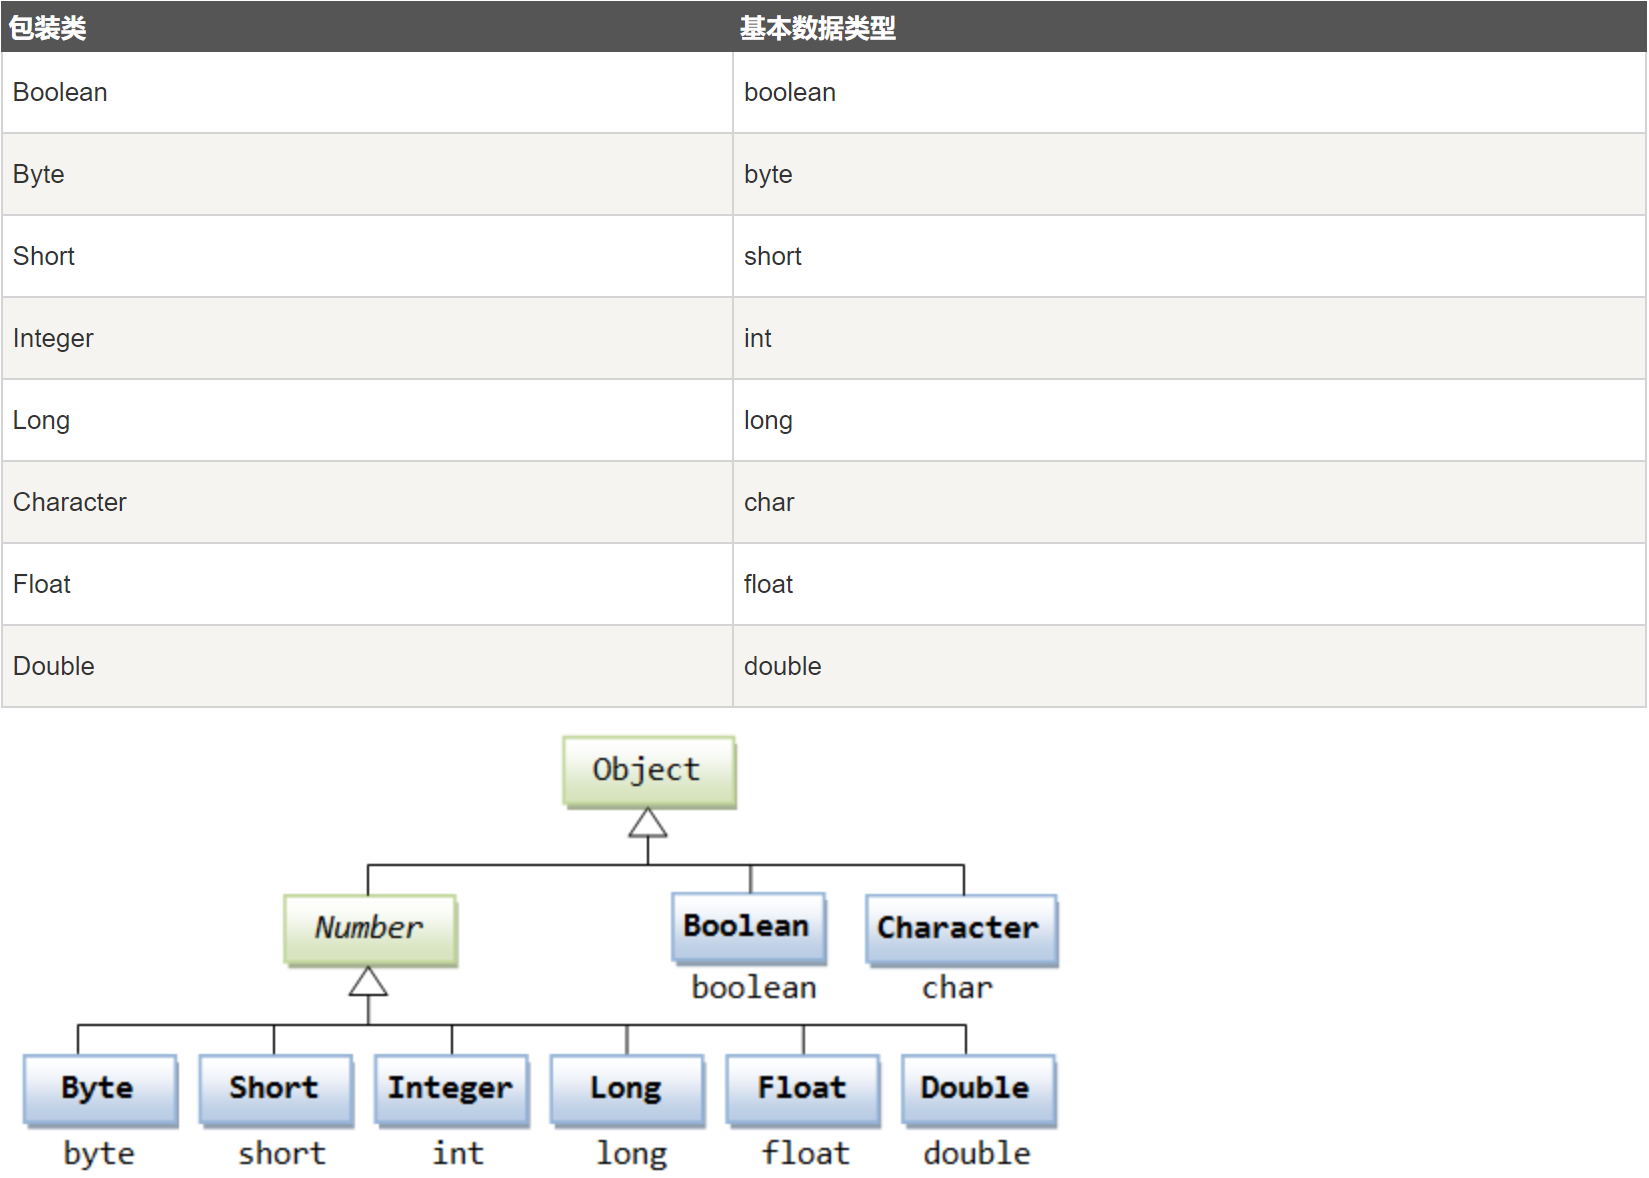 包装类 基本数据类型
Boolean boolean
Byte byte
Short short
Integer int
Long long
Character char
Float float
Double double
Object
Number Boolean Character
boolean char
Byte Short Integer Long Float Double
byte short int long float double